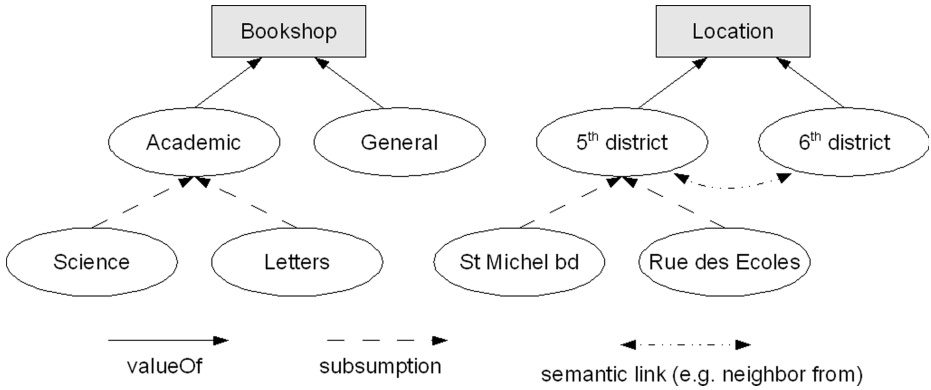 Bookshop
Location
Academic
General
5th district
6th district
Science
Letters
St Michel bd
Rue des Ecoles
valueOf
subsumption
semantic link (e.g. neighbor from)